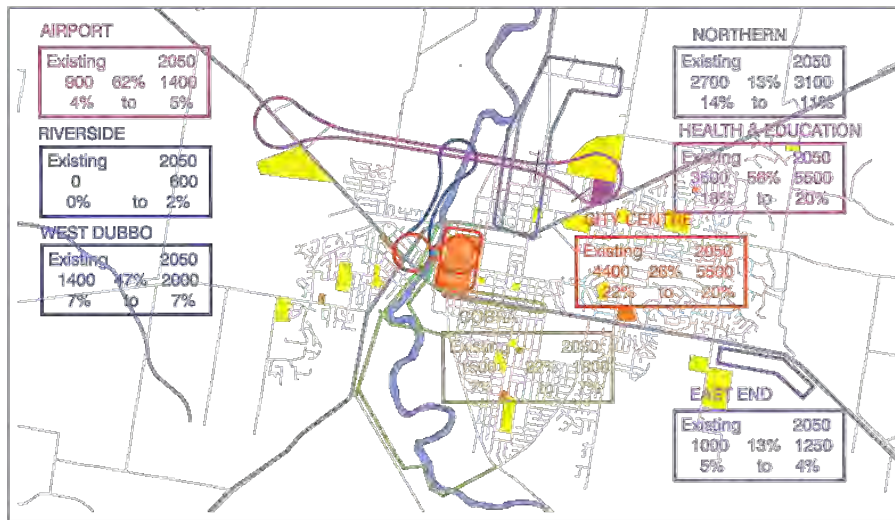 AIRPORT
Existing 2050
900 62% 1400
4% to 5%
RIVERSIDE
Existing 2050
0 600
0% to 2%
WEST DUBBO
Existing 2050
1400 47% 2000
7% to 7%
NORTHERN
Existing 2050
2700 13% 3100
14% to 11%
HEALTH & EDUCATION
Existing 2050
3500 56% 5500
18% to 20%
CITY CENTRE
Existing 2050
4400 26% 5500
22% to 20%
Existing 2050
to
EAST END
Existing 2050
1000 13% 1250
5% to 4%